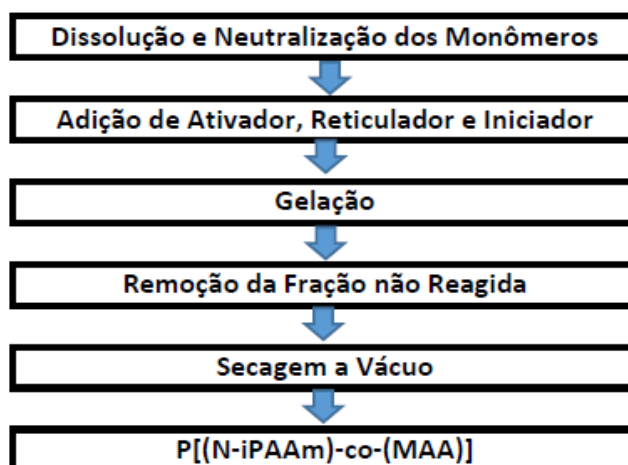 Dissolução e Neutralização dos Monômeros
Adição de Ativador, Reticulador e Iniciador
Gelação
Remoção da Fração não Reagida
Secagem a Vácuo
P[(N-iPAAm)-co-(MAA)]